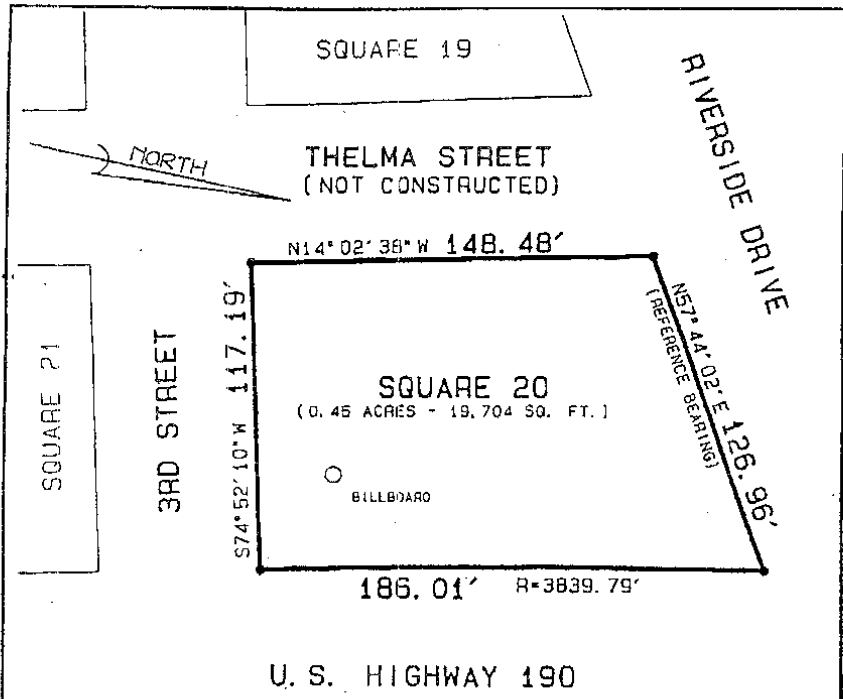 SQUARE 19
RIVERSIDE DRIVE
NORTH
THELMA STREET
(NOT CONSTRUCTED)
N14°02'38"W 148.48'
SQUARE 21
3RD STREET
S74°52'10"W 117.19'
SQUARE 20
(0.45 ACRES - 19,704 SQ. FT.)
BILLBOARD
N57°44'02"E 126.96'
(REFERENCE BEARING)
186.01' R=3839.79'
U.S. HIGHWAY 190